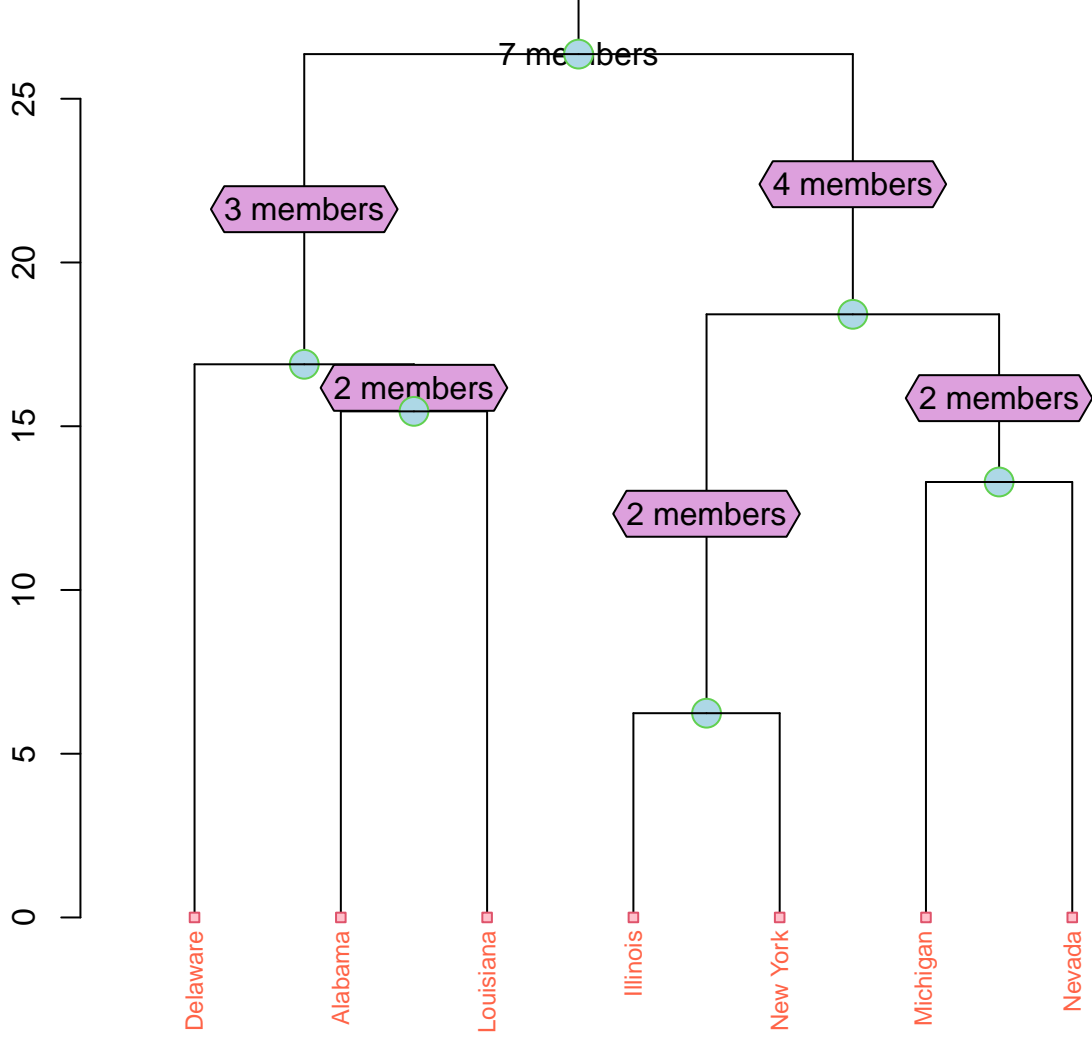 7 members
25
4 members
3 members
20
2 members
2 members
15
2 members
10
5
0
Delaware
Alabama
Louisiana
Illinois
New York
Michigan
Nevada